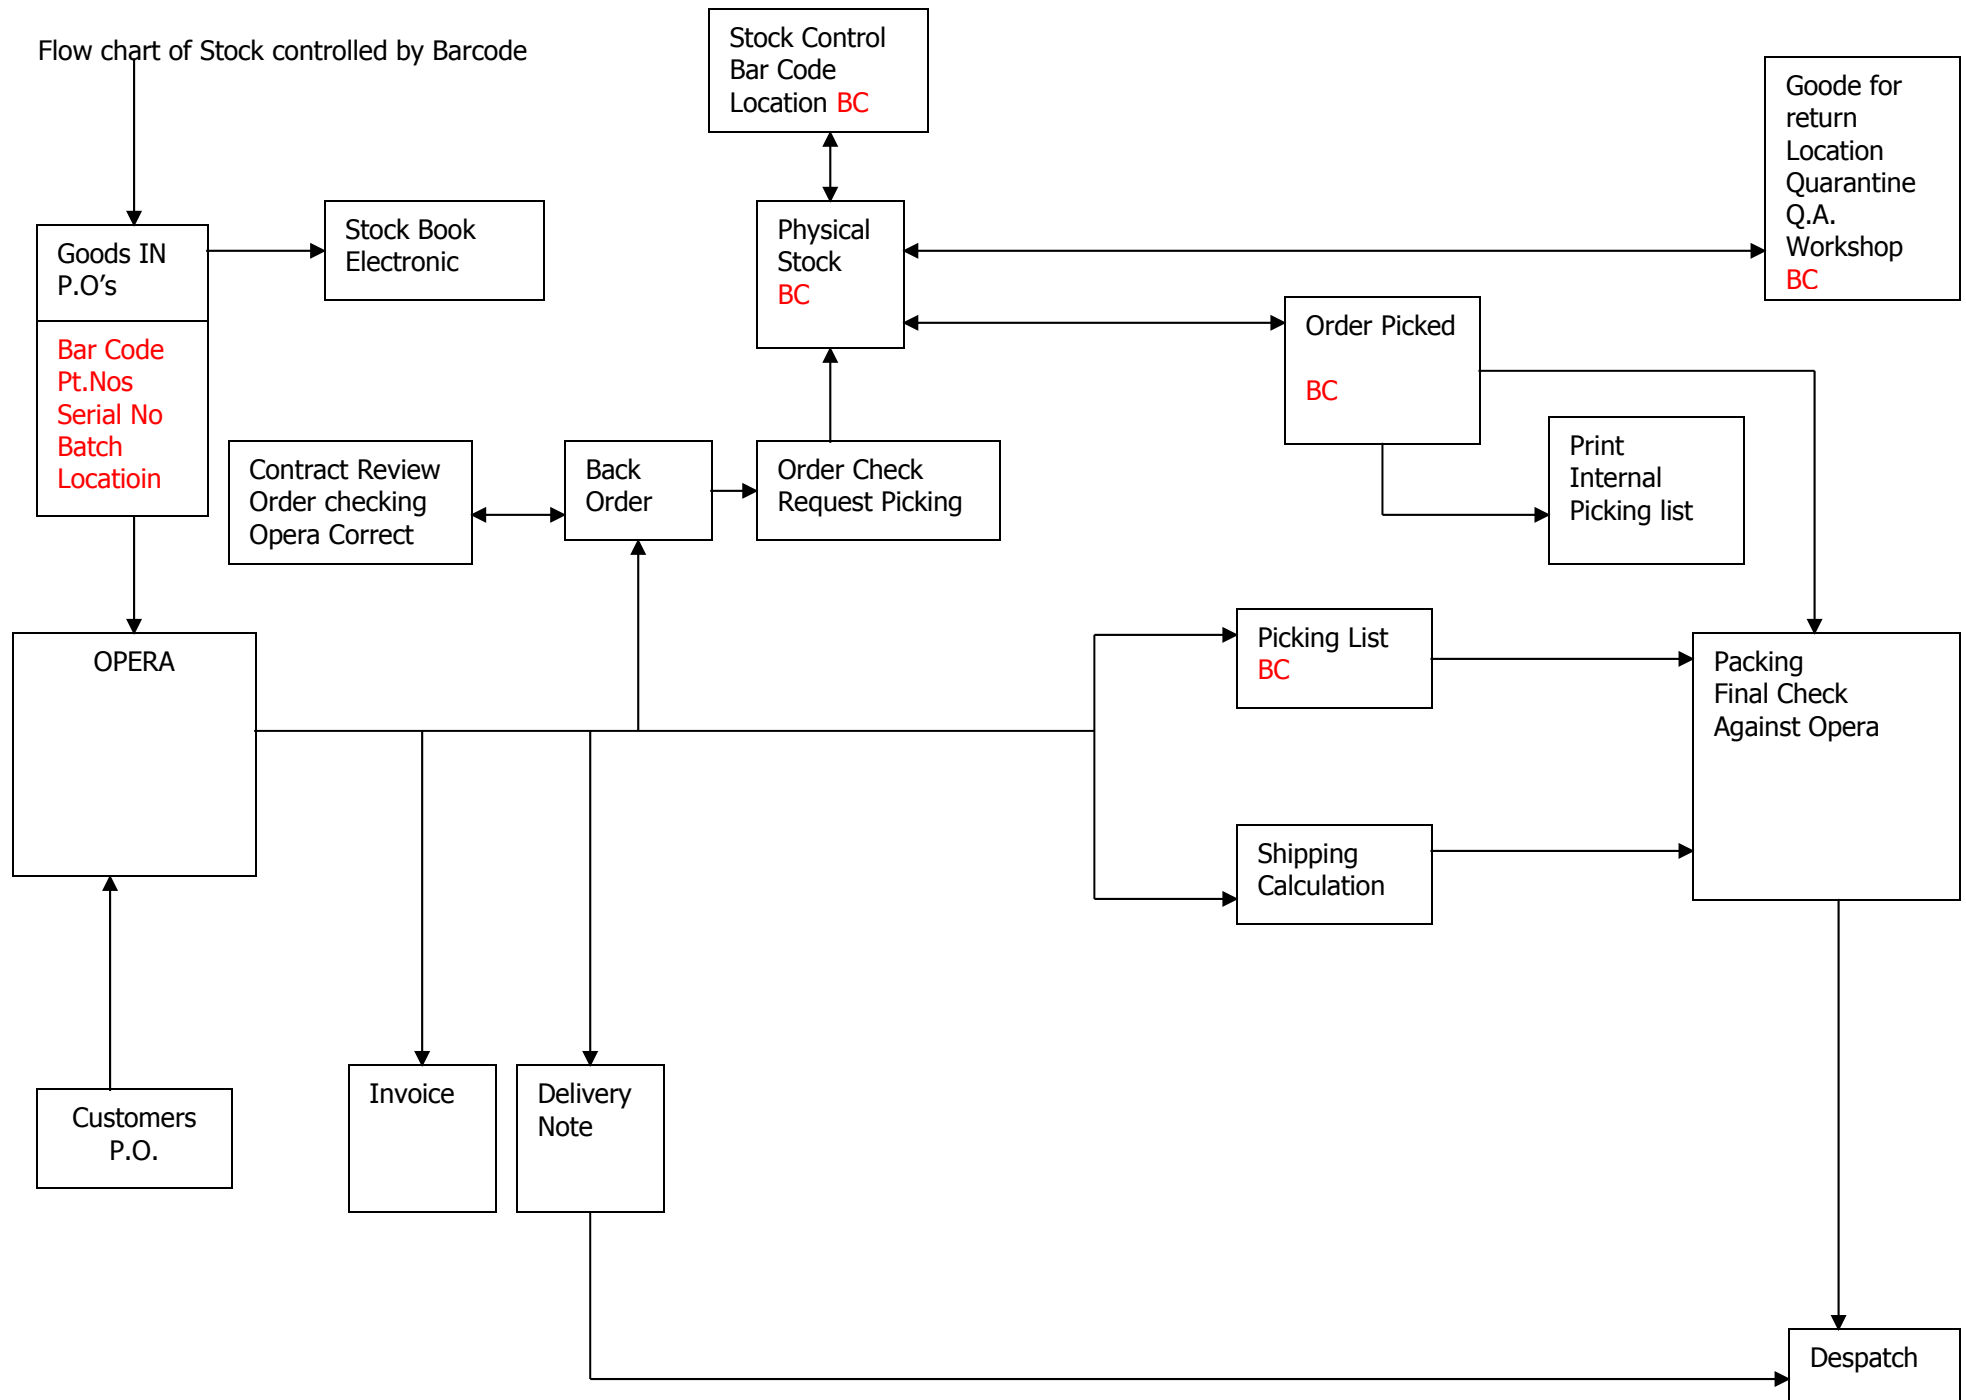 Flow chart of Stock controlled by Barcode
Stock Control
Bar Code
Location BC
Goode for
return
Location
Quarantine
Q.A.
Workshop
BC
Goods IN
P.O’s
Bar Code
Pt.Nos
Serial No
Batch
Locatioin
Stock Book
Electronic
Physical
Stock
BC
Order Picked
BC
Print
Internal
Picking list
Contract Review
Order checking
Opera Correct
Back
Order
Order Check
Request Picking
OPERA
Picking List
BC
Packing
Final Check
Against Opera
Shipping
Calculation
Customers
P.O.
Invoice
Delivery
Note
Despatch